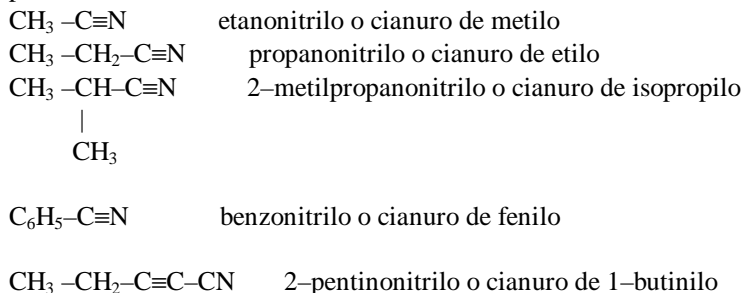 CH₃ –C≡N etanonitrilo o cianuro de metilo
CH₃ –CH₂–C≡N propanonitrilo o cianuro de etilo
CH₃ –CH–C≡N 2–metilpropanonitrilo o cianuro de isopropilo
|
CH₃
C₆H₅–C≡N benzonitrilo o cianuro de fenilo
CH₃ –CH₂–C≡C–CN 2–pentinonitrilo o cianuro de 1–butinilo